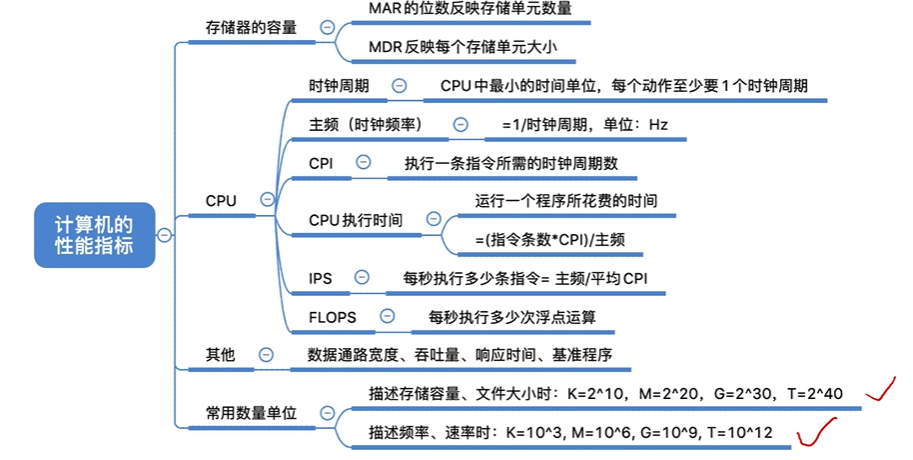 计算机的
性能指标
存储器的容量
MAR的位数反映存储单元数量
MDR反映每个存储单元大小
CPU
时钟周期
CPU中最小的时间单位，每个动作至少要1个时钟周期
主频（时钟频率）
=1/时钟周期，单位：Hz
CPI
执行一条指令所需的时钟周期数
CPU执行时间
运行一个程序所花费的时间
=(指令条数*CPI)/主频
IPS
每秒执行多少条指令= 主频/平均CPI
FLOPS
每秒执行多少次浮点运算
其他
数据通路宽度、吞吐量、响应时间、基准程序
常用数量单位
描述存储容量、文件大小时：K=2^10，M=2^20，G=2^30，T=2^40
描述频率、速率时：K=10^3, M=10^6, G=10^9, T=10^12